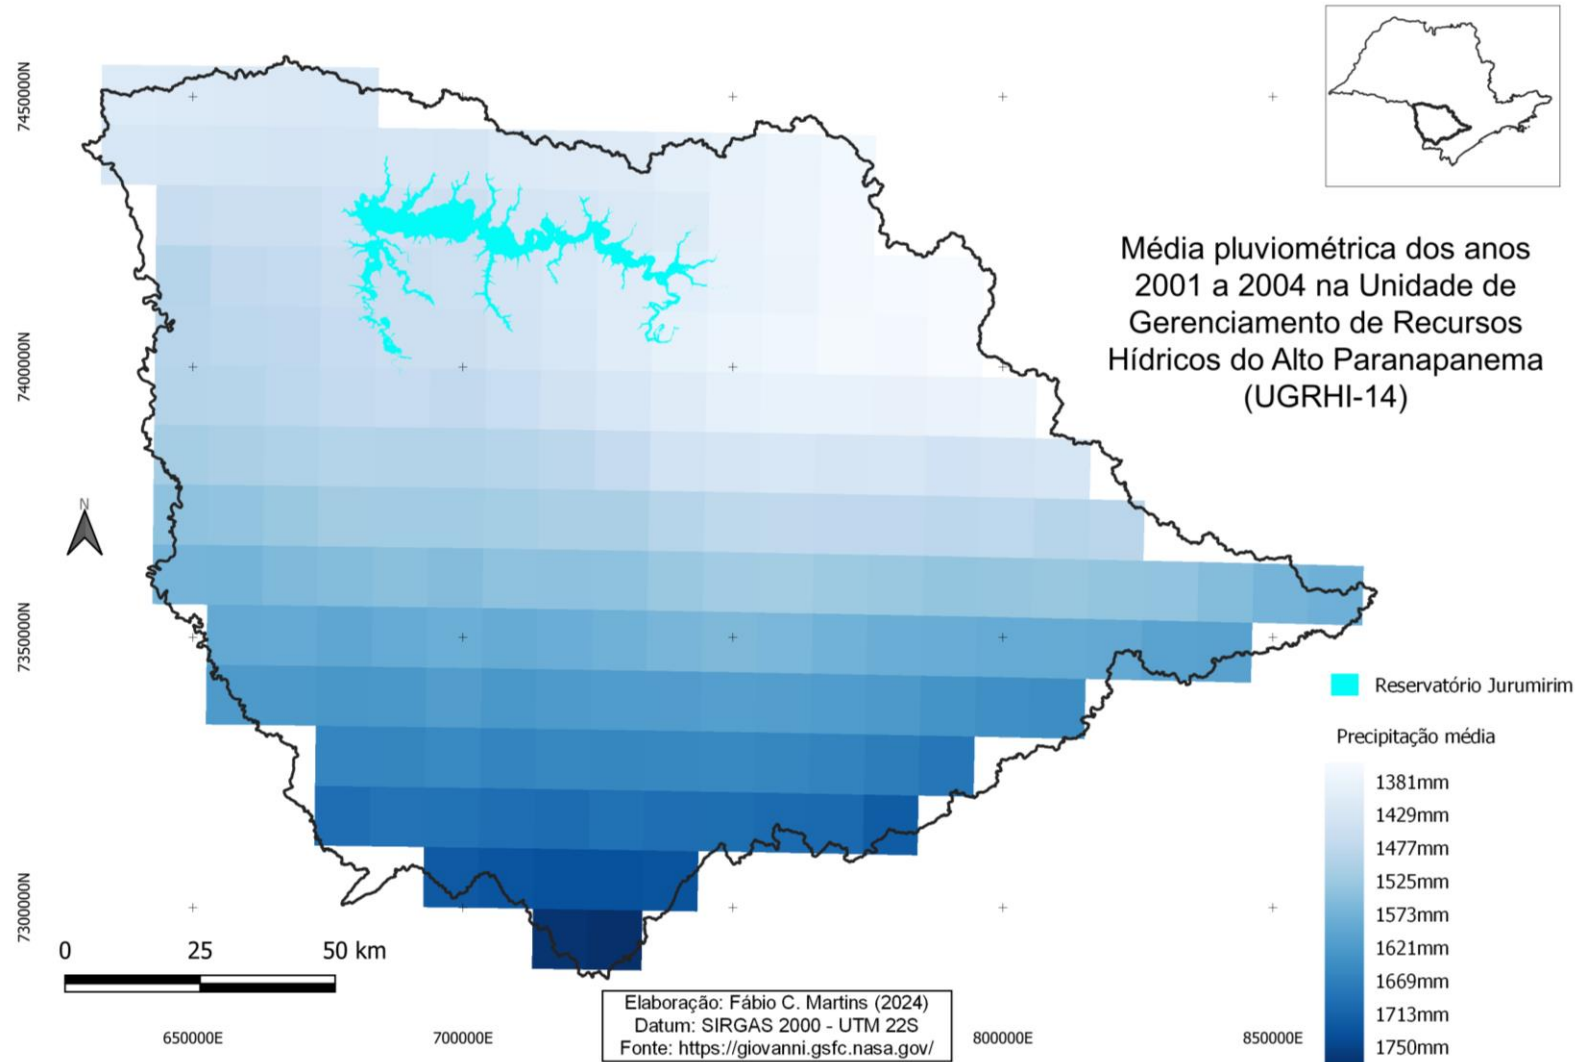 Média pluviométrica dos anos
2001 a 2004 na Unidade de
Gerenciamento de Recursos
Hídricos do Alto Paranapanema
(UGRHI-14)
7450000N
7400000N
7350000N
7300000N
N
Reservatório Jurumirim
Precipitação média
1381mm
1429mm
1477mm
1525mm
1573mm
1621mm
1669mm
1713mm
1750mm
0 25 50 km
650000E 700000E 800000E 850000E
Elaboração: Fábio C. Martins (2024)
Datum: SIRGAS 2000 - UTM 22S
Fonte: https://giovanni.gsfc.nasa.gov/